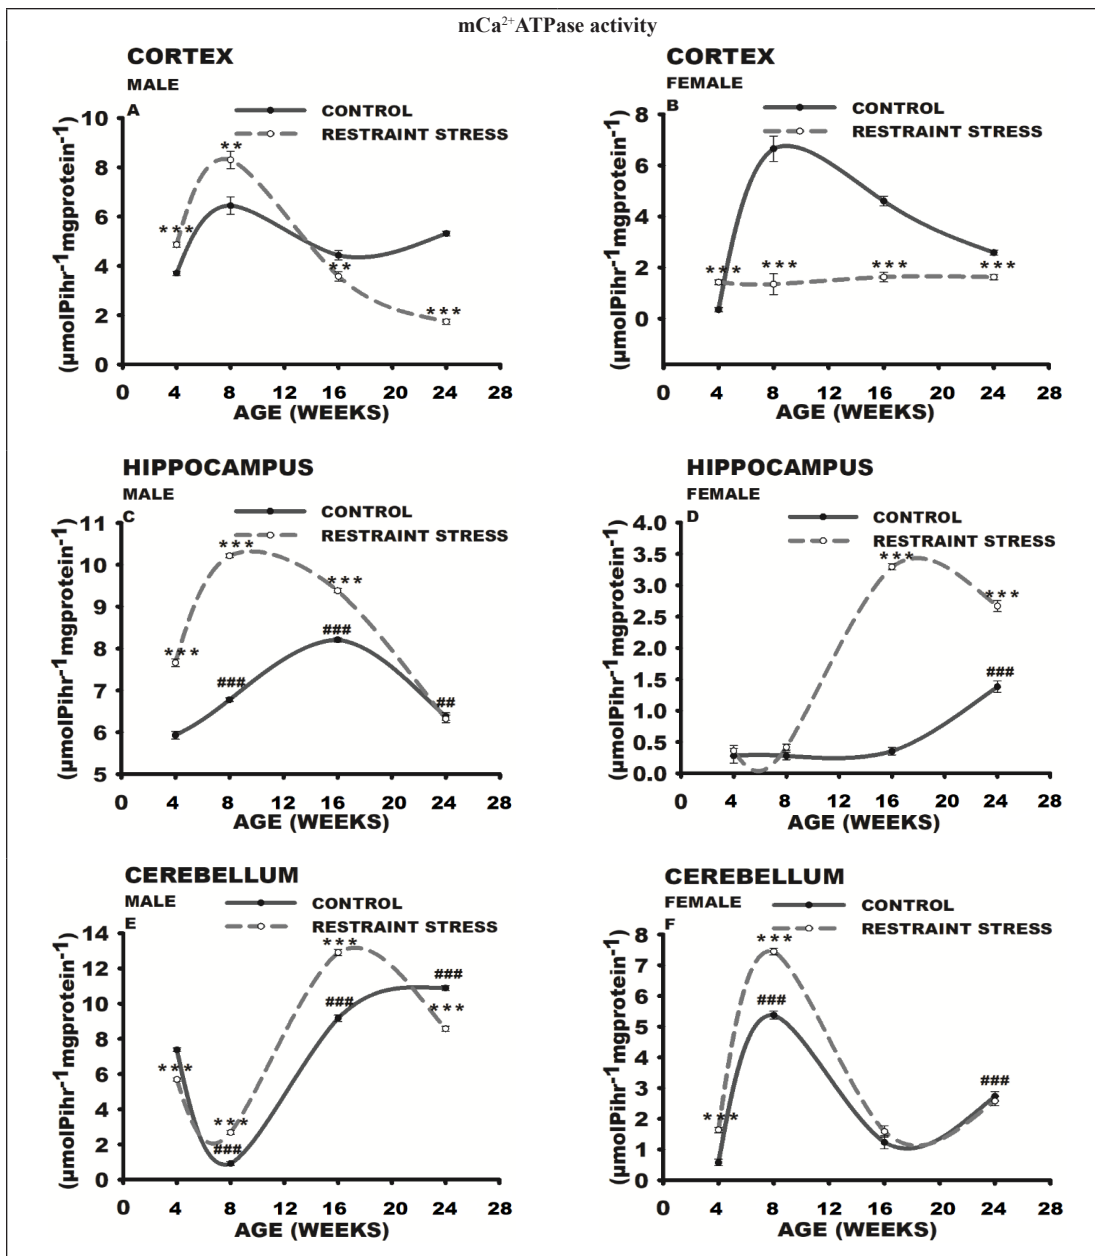 mCa²⁺ATPase activity
CORTEX
MALE
A
CONTROL
RESTRAINT STRESS
(µmolPihr⁻¹mgprotein⁻¹)
10
8
6
4
2
0
**
***
**
***
0 4 8 12 16 20 24 28
AGE (WEEKS)
CORTEX
FEMALE
B
CONTROL
RESTRAINT STRESS
(µmolPihr⁻¹mgprotein⁻¹)
8
6
4
2
0
***
***
***
***
0 4 8 12 16 20 24 28
AGE (WEEKS)
HIPPOCAMPUS
MALE
C
CONTROL
RESTRAINT STRESS
(µmolPihr⁻¹mgprotein⁻¹)
11
10
9
8
7
6
5
***
***
***
###
###
##
0 4 8 12 16 20 24 28
AGE (WEEKS)
HIPPOCAMPUS
FEMALE
D
CONTROL
RESTRAINT STRESS
(µmolPihr⁻¹mgprotein⁻¹)
4.0
3.5
3.0
2.5
2.0
1.5
1.0
0.5
0.0
***
***
###
0 4 8 12 16 20 24 28
AGE (WEEKS)
CEREBELLUM
MALE
E
CONTROL
RESTRAINT STRESS
(µmolPihr⁻¹mgprotein⁻¹)
14
12
10
8
6
4
2
0
***
###
###
***
***
***
###
0 4 8 12 16 20 24 28
AGE (WEEKS)
CEREBELLUM
FEMALE
F
CONTROL
RESTRAINT STRESS
(µmolPihr⁻¹mgprotein⁻¹)
8
7
6
5
4
3
2
1
0
***
###
***
###
0 4 8 12 16 20 24 28
AGE (WEEKS)